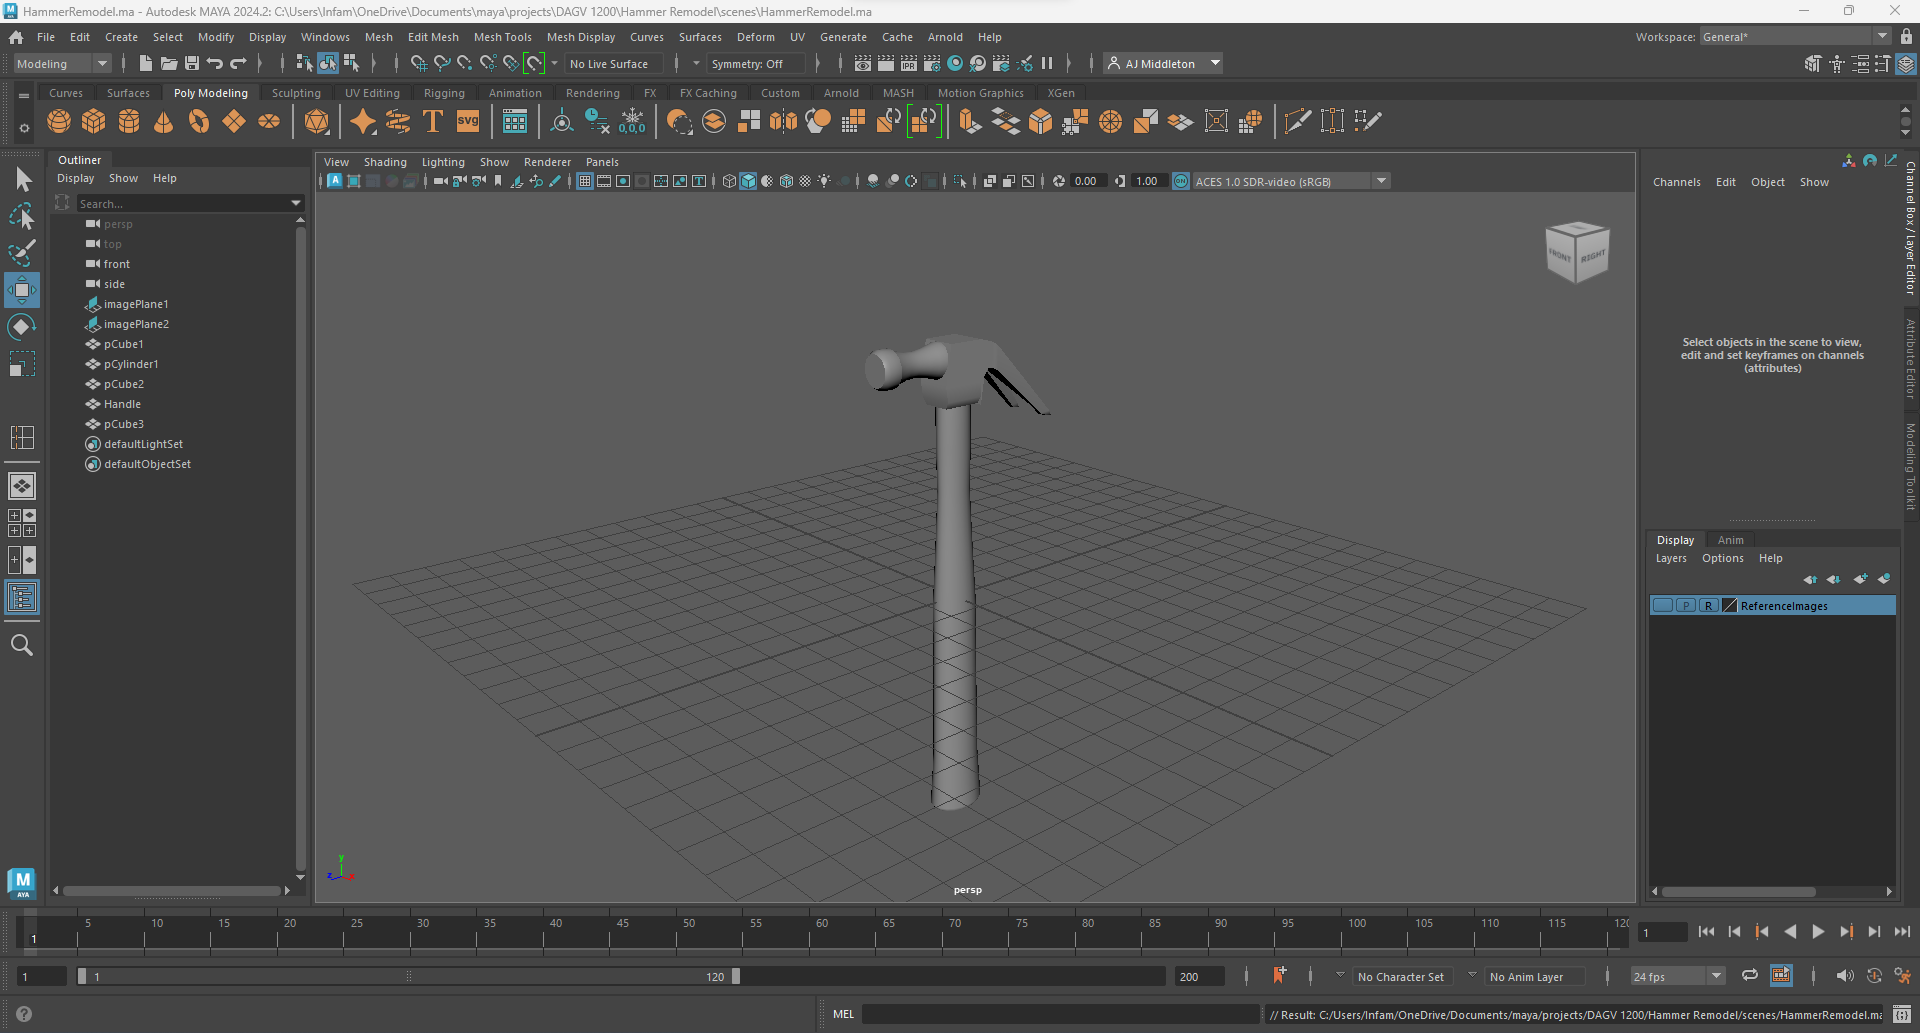 HammerRemodel.ma - Autodesk MAYA 2024.2: C:\Users\Infam\OneDrive\Documents\maya\projects\DAGV 1200\Hammer Remodel\scenes\HammerRemodel.ma
File Edit Create Select Modify Display Windows Mesh Edit Mesh Mesh Tools Mesh Display Curves Surfaces Deform UV Generate Cache Arnold Help
Workspace: General*
Modeling
No Live Surface
Symmetry: Off
IPR
AJ Middleton
Curves Surfaces Poly Modeling Sculpting UV Editing Rigging Animation Rendering FX FX Caching Custom Arnold MASH Motion Graphics XGen
T
svg
0,0,0
Outliner
Display Show Help
Search...
persp
top
front
side
imagePlane1
imagePlane2
pCube1
pCylinder1
pCube2
Handle
pCube3
defaultLightSet
defaultObjectSet
View Shading Lighting Show Renderer Panels
0.00
1.00
ON
ACES 1.0 SDR-video (sRGB)
FRONT
RIGHT
y
z
x
persp
Channels Edit Object Show
Select objects in the scene to view,
edit and set keyframes on channels
(attributes)
Channel Box / Layer Editor
Attribute Editor
Modeling Toolkit
Display Anim
Layers Options Help
P R ReferenceImages
M
AYA
5 10 15 20 25 30 35 40 45 50 55 60 65 70 75 80 85 90 95 100 105 110 115 120
1
1
1
1
120
200
No Character Set
No Anim Layer
24 fps
MEL
// Result: C:/Users/Infam/OneDrive/Documents/maya/projects/DAGV 1200/Hammer Remodel/scenes/HammerRemodel.ma